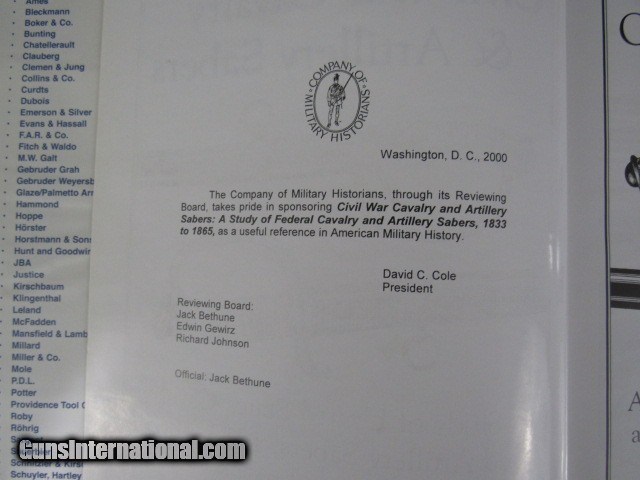 Ames
Bleckmann
Boker & Co.
Bunting
Chatellerault
Clauberg
Clemen & Jung
Collins & Co.
Curdts
Dubois
Emerson & Silver
Evans & Hassall
F.A.R. & Co.
Fitch & Waldo
M.W. Galt
Gebruder Grah
Gebruder Weyersb
Glaze/Palmetto Arr
Hammond
Hoppe
Hörster
Horstmann & Sons
Hunt and Goodwin
JBA
Justice
Kirschbaum
Klingenthal
Leland
McFadden
Mansfield & Lamb
Millard
Miller & Co.
Mole
P.D.L.
Potter
Providence Tool C
Roby
Röhrig
Schnitzler & Kirs
Schuyler, Hartley
COMPANY OF
MILITARY HISTORIANS
Washington, D. C., 2000
The Company of Military Historians, through its Reviewing
Board, takes pride in sponsoring Civil War Cavalry and Artillery
Sabers: A Study of Federal Cavalry and Artillery Sabers, 1833
to 1865, as a useful reference in American Military History.
David C. Cole
President
Reviewing Board:
Jack Bethune
Edwin Gewirz
Richard Johnson
Official: Jack Bethune
C
A
a
GunsInternational.com